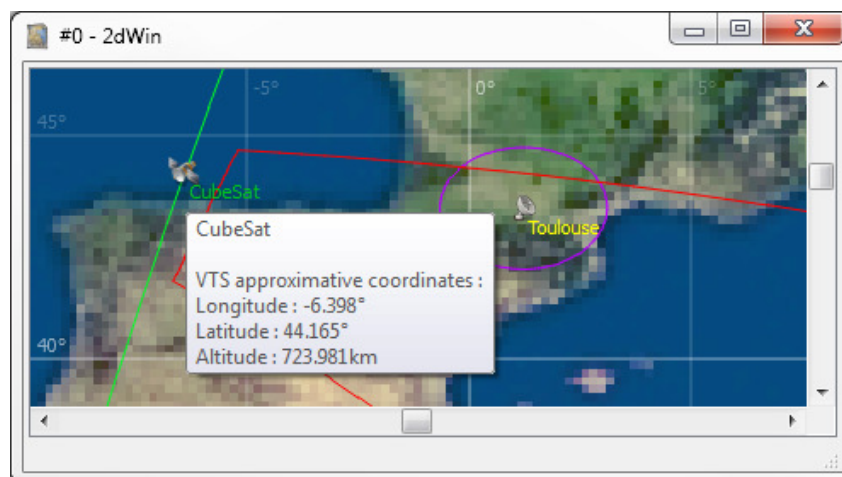 #0 - 2dWin
-5°
0°
5°
45°
CubeSat
Toulouse
CubeSat
VTS approximative coordinates :
Longitude : -6.398°
Latitude : 44.165°
40°
Altitude : 723.981km